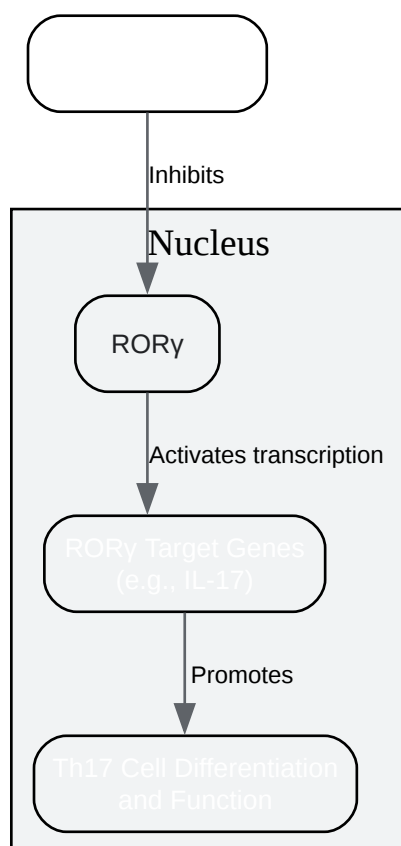 Inhibits
Nucleus
RORγ
Activates transcription
RORγ Target Genes
(e.g., IL-17)
Promotes
Th17 Cell Differentiation
and Function